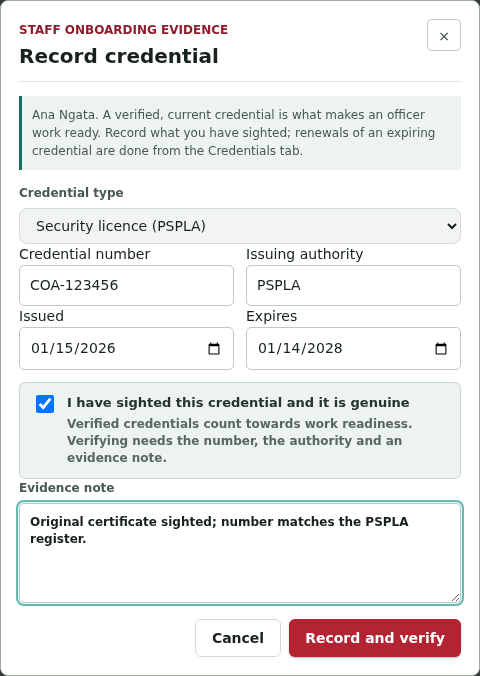 STAFF ONBOARDING EVIDENCE
Record credential
×
Ana Ngata. A verified, current credential is what makes an officer
work ready. Record what you have sighted; renewals of an expiring
credential are done from the Credentials tab.
Credential type
Security licence (PSPLA)
Credential number
Issuing authority
COA-123456
PSPLA
Issued
Expires
01/15/2026
01/14/2028
I have sighted this credential and it is genuine
Verified credentials count towards work readiness.
Verifying needs the number, the authority and an
evidence note.
Evidence note
Original certificate sighted; number matches the PSPLA
register.
Cancel
Record and verify